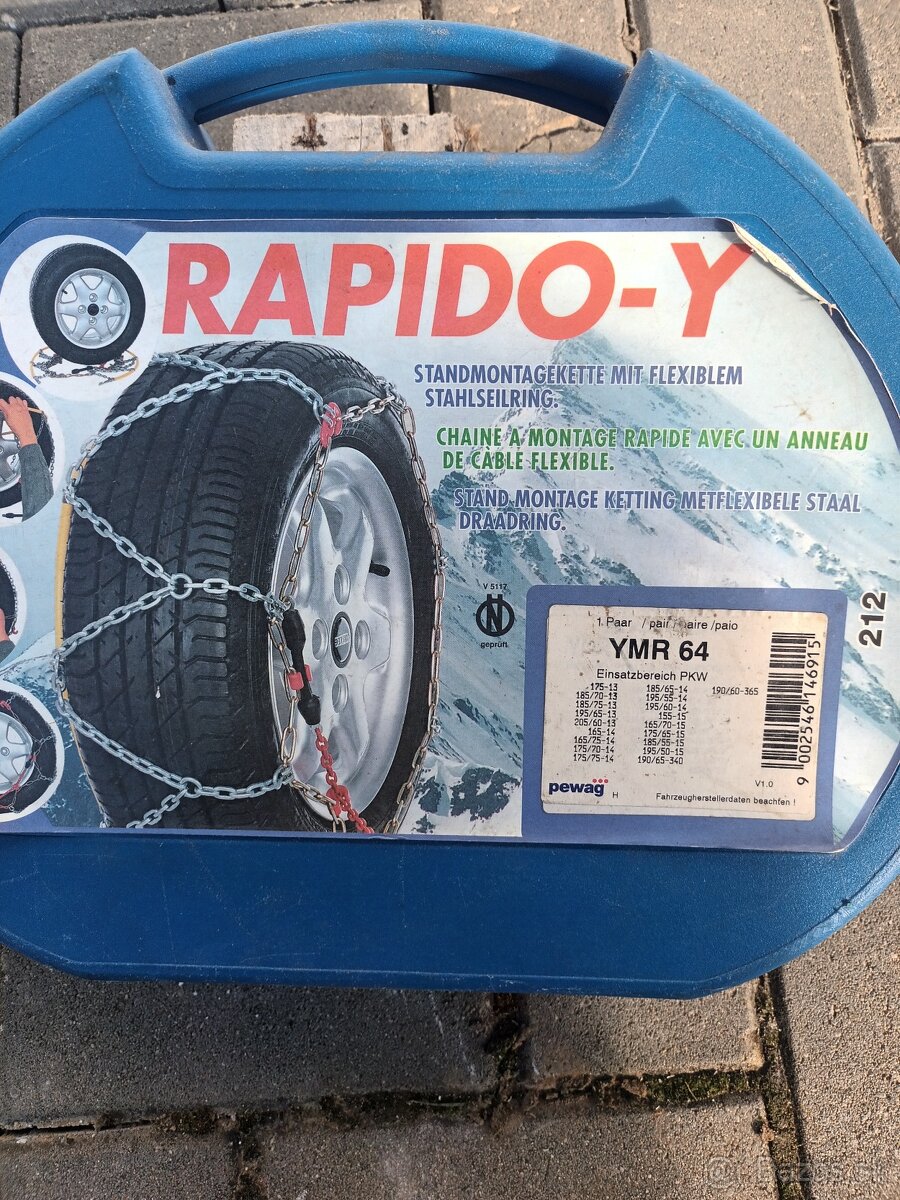 RAPIDO-Y
STANDMONTAGEKETTE MIT FLEXIBLEM
STAHLSEILRING.
CHAINE A MONTAGE RAPIDE AVEC UN ANNEAU
DE CABLE FLEXIBLE.
STAND MONTAGE KETTING METFLEXIBELE STAAL
DRAADRING.
V 5117
N
geprüft
212
1 Paar / pair / paire /paio
YMR 64
Einsatzbereich PKW
175-13 185/65-14 190/60-365
185/70-13 195/55-14
185/75-13 195/60-14
195/65-13 155-15
205/60-13 165/70-15
165-14 175/65-15
165/75-14 185/55-15
175/70-14 195/50-15
175/75-14 190/65-340
9 002546 146915
pewag H
V1.0
Fahrzeugherstellerdaten beachten !